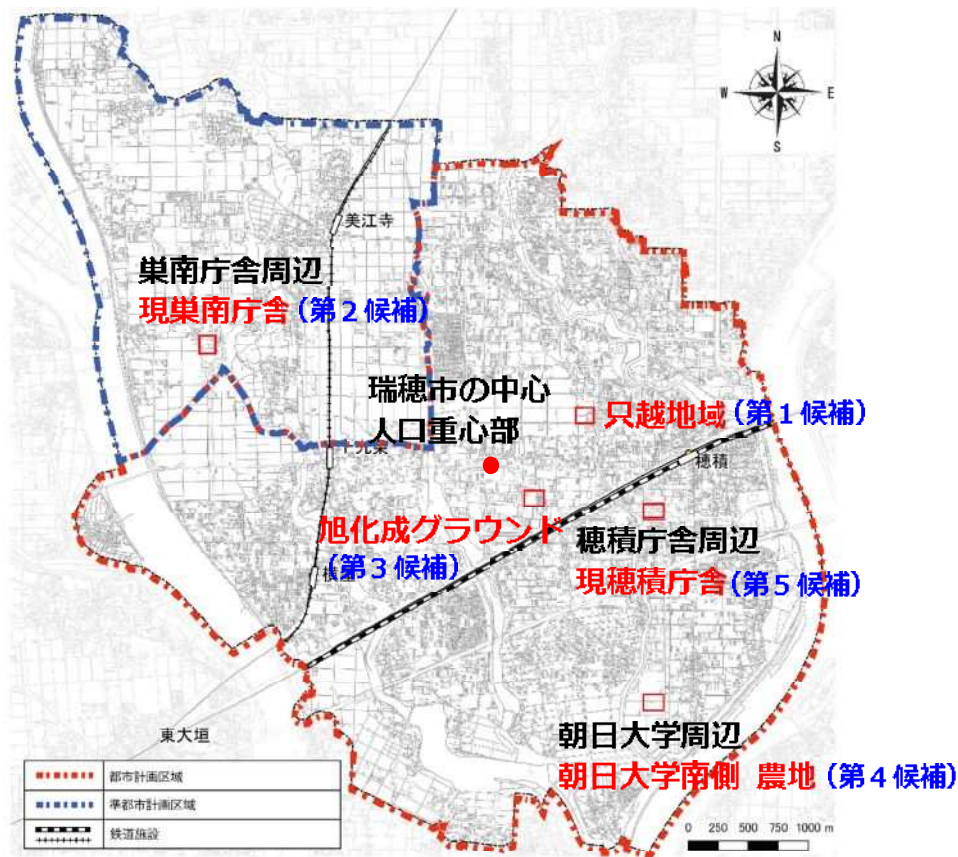 N
W
E
S
美江寺
巣南庁舎周辺
現巣南庁舎(第2候補)
瑞穂市の中心
人口重心部
只越地域(第1候補)
穂積
十九条
旭化成グラウンド
(第3候補)
横屋
穂積庁舎周辺
現穂積庁舎(第5候補)
東大垣
朝日大学周辺
朝日大学南側 農地(第4候補)
都市計画区域
準都市計画区域
鉄道施設
0 250 500 750 1000 m